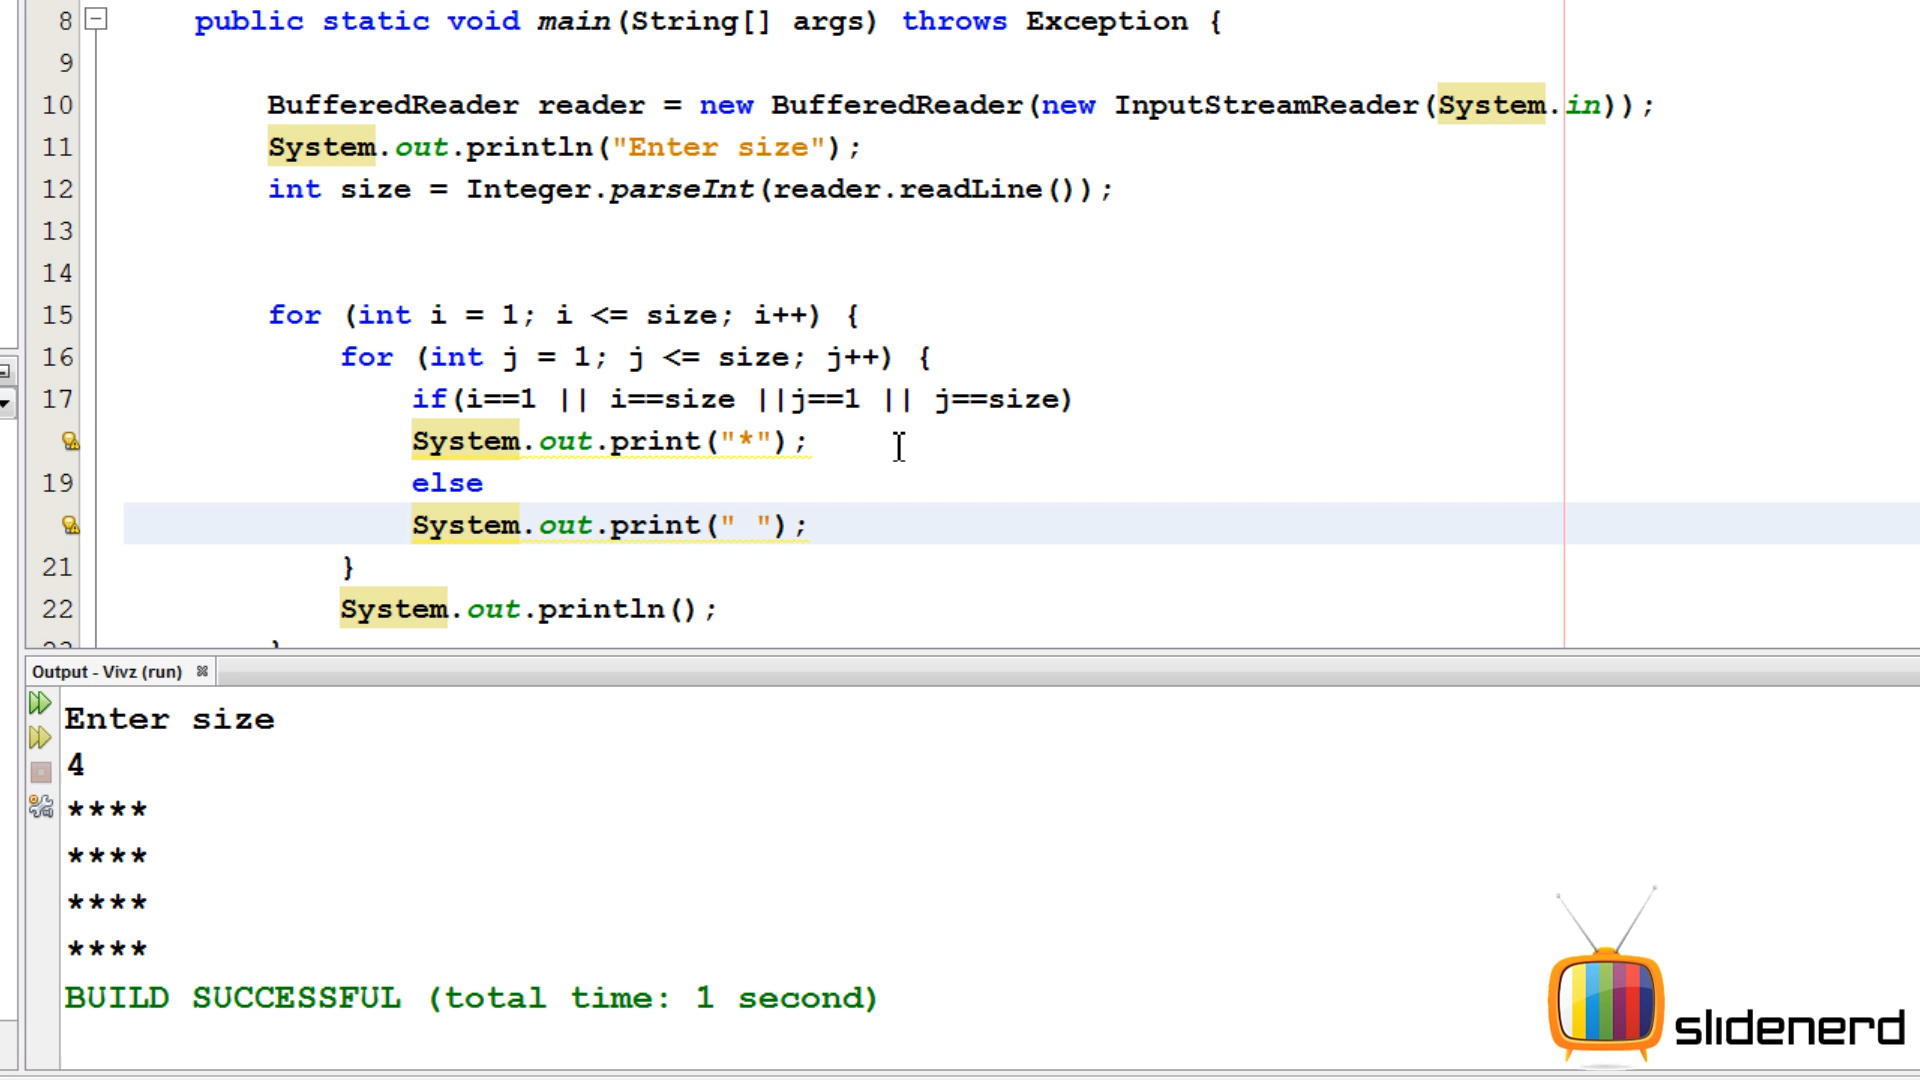 8 public static void main(String[] args) throws Exception {
9
10 BufferedReader reader = new BufferedReader(new InputStreamReader(System.in));
11 System.out.println("Enter size");
12 int size = Integer.parseInt(reader.readLine());
13
14
15 for (int i = 1; i <= size; i++) {
16 for (int j = 1; j <= size; j++) {
17 if(i==1 || i==size ||j==1 || j==size)
System.out.print("*");
19 else
System.out.print(" ");
21 }
22 System.out.println();
Output - Vivz (run)
Enter size
4
****
****
****
****
BUILD SUCCESSFUL (total time: 1 second)
slidenerd